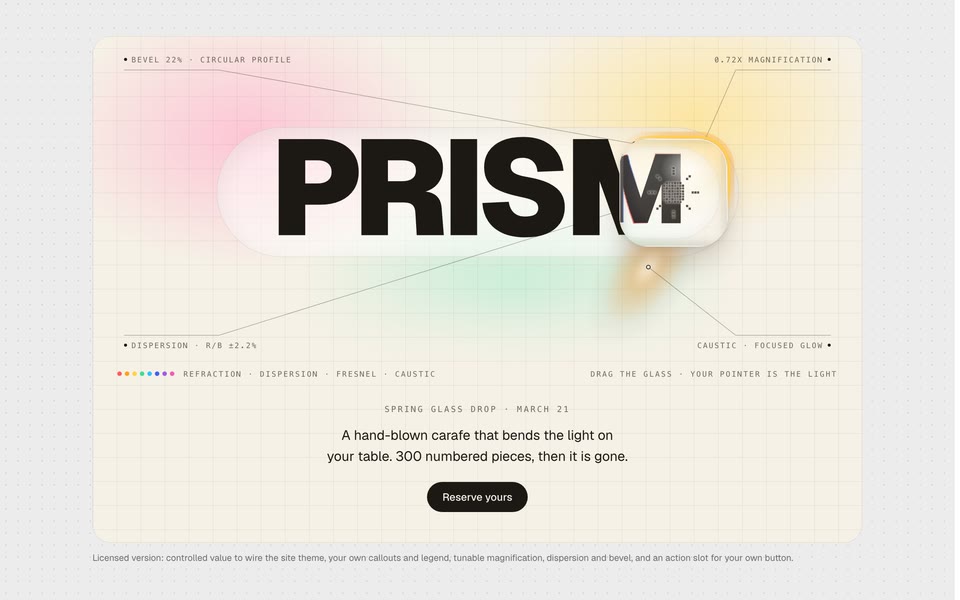 BEVEL 22% · CIRCULAR PROFILE
0.72X MAGNIFICATION
PRISM
DISPERSION · R/B ±2.2%
CAUSTIC · FOCUSED GLOW
REFRACTION · DISPERSION · FRESNEL · CAUSTIC
DRAG THE GLASS · YOUR POINTER IS THE LIGHT
SPRING GLASS DROP · MARCH 21
A hand-blown carafe that bends the light on
your table. 300 numbered pieces, then it is gone.
Reserve yours
Licensed version: controlled value to wire the site theme, your own callouts and legend, tunable magnification, dispersion and bevel, and an action slot for your own button.